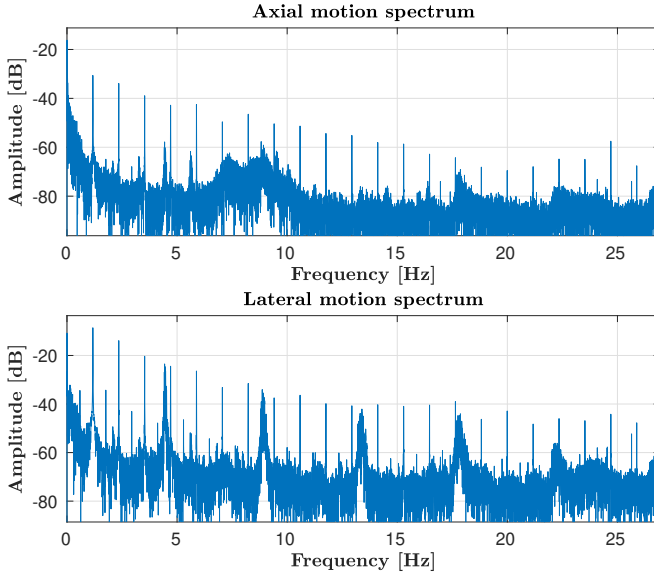 Axial motion spectrum
Amplitude [dB]
-20
-40
-60
-80
0 5 10 15 20 25
Frequency [Hz]
Lateral motion spectrum
Amplitude [dB]
-20
-40
-60
-80
0 5 10 15 20 25
Frequency [Hz]